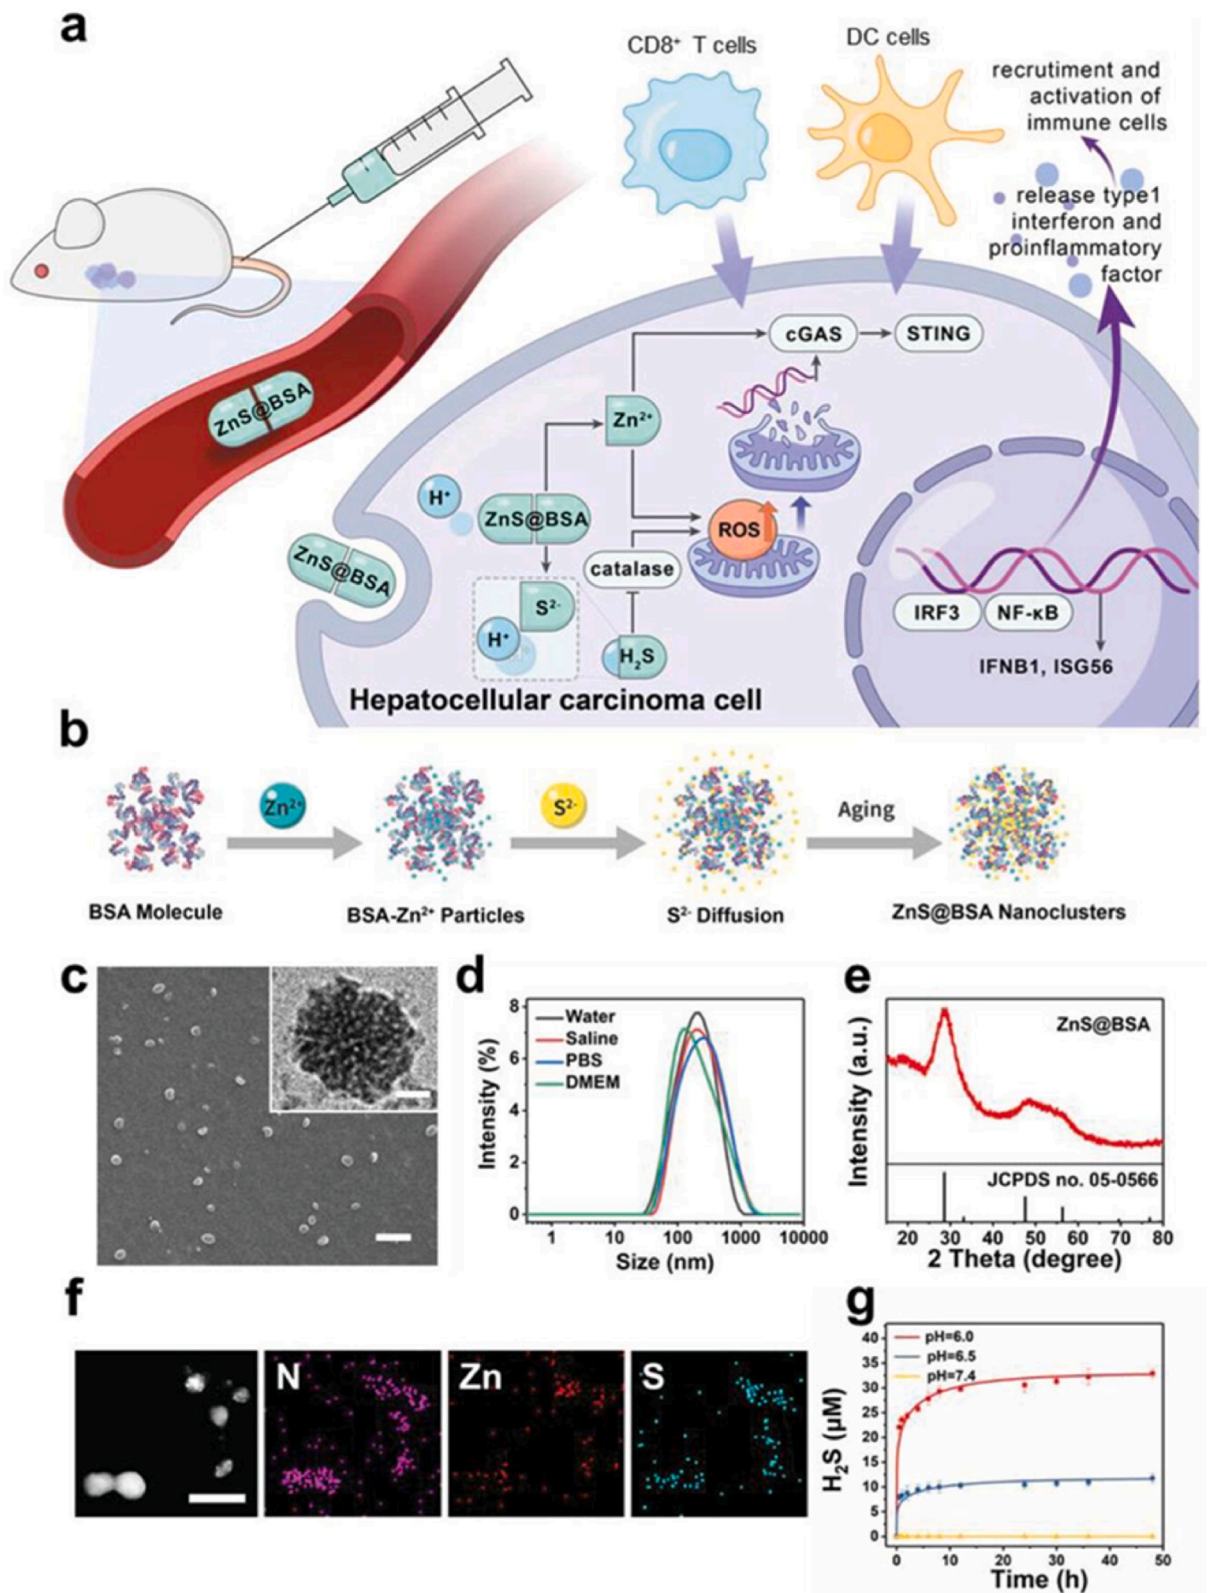 a
CD8⁺ T cells
DC cells
recrutiment and
activation of
immune cells
release type1
interferon and
proinflammatory
factor
cGAS
STING
ZnS@BSA
Zn²⁺
H⁺
ZnS@BSA
ROS
ZnS@BSA
catalase
S²⁻
H⁺
H₂S
IRF3
NF-κB
IFNB1, ISG56
Hepatocellular carcinoma cell
b
Zn²⁺
S²⁻
Aging
BSA Molecule
BSA-Zn²⁺ Particles
S²⁻ Diffusion
ZnS@BSA Nanoclusters
c
d
Intensity (%)
8
6
4
2
0
Water
Saline
PBS
DMEM
1
10
100
1000
10000
Size (nm)
e
Intensity (a.u.)
ZnS@BSA
JCPDS no. 05-0566
20
30
40
50
60
70
80
2 Theta (degree)
f
N
Zn
S
g
H₂S (μM)
40
35
30
25
20
15
10
5
0
pH=6.0
pH=6.5
pH=7.4
0
10
20
30
40
50
Time (h)